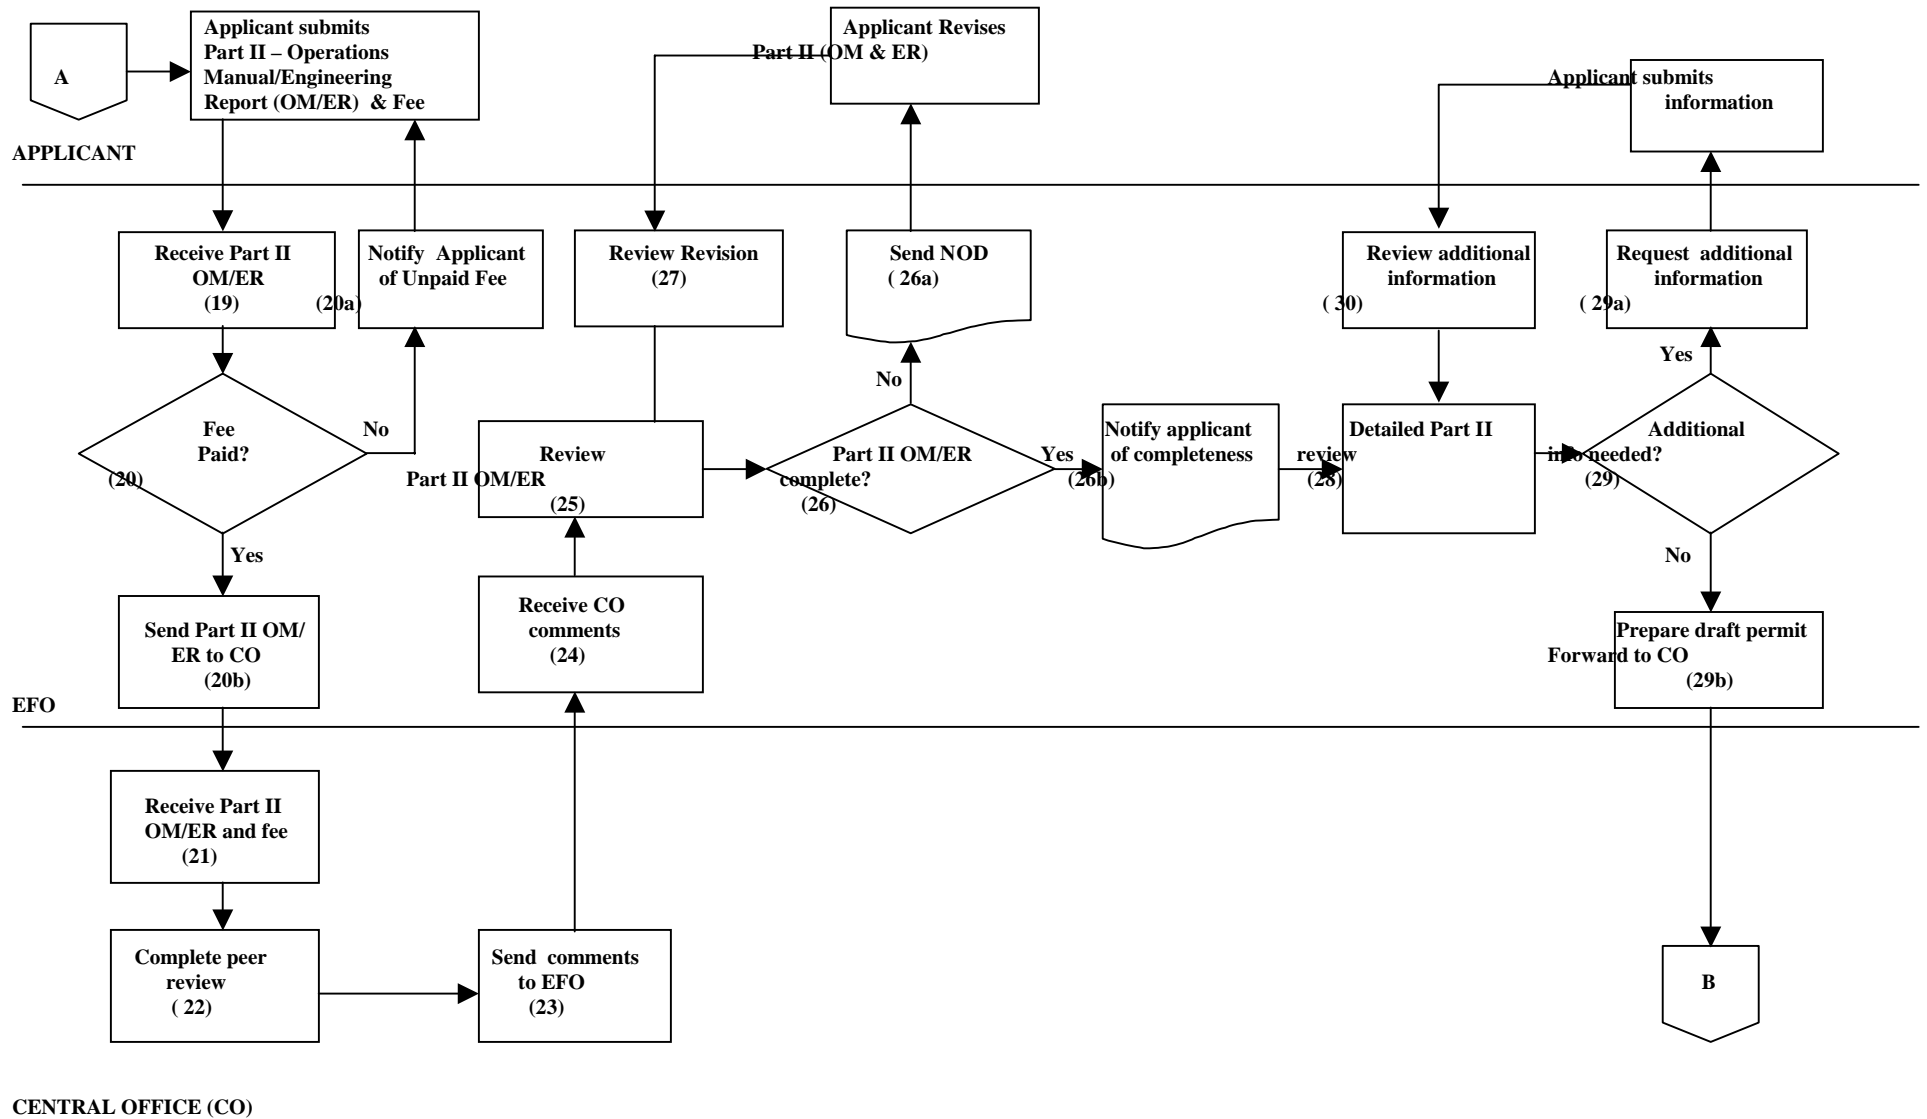 A
Applicant submits
Part II – Operations
Manual/Engineering
Report (OM/ER) & Fee
Applicant Revises
Part II (OM & ER)
Applicant submits
information
APPLICANT
Receive Part II
OM/ER
(19)
(20a)
Notify Applicant
of Unpaid Fee
Review Revision
(27)
Send NOD
( 26a)
Review additional
information
( 30)
Request additional
information
( 29a)
Fee
Paid?
(20)
No
Yes
Review
Part II OM/ER
(25)
No
Part II OM/ER
complete?
(26)
Yes
(26b)
Notify applicant
of completeness
Detailed Part II
review
(28)
Yes
Additional
info needed?
(29)
No
Send Part II OM/
ER to CO
(20b)
Receive CO
comments
(24)
Prepare draft permit
Forward to CO
(29b)
EFO
Receive Part II
OM/ER and fee
(21)
Complete peer
review
( 22)
Send comments
to EFO
(23)
B
CENTRAL OFFICE (CO)